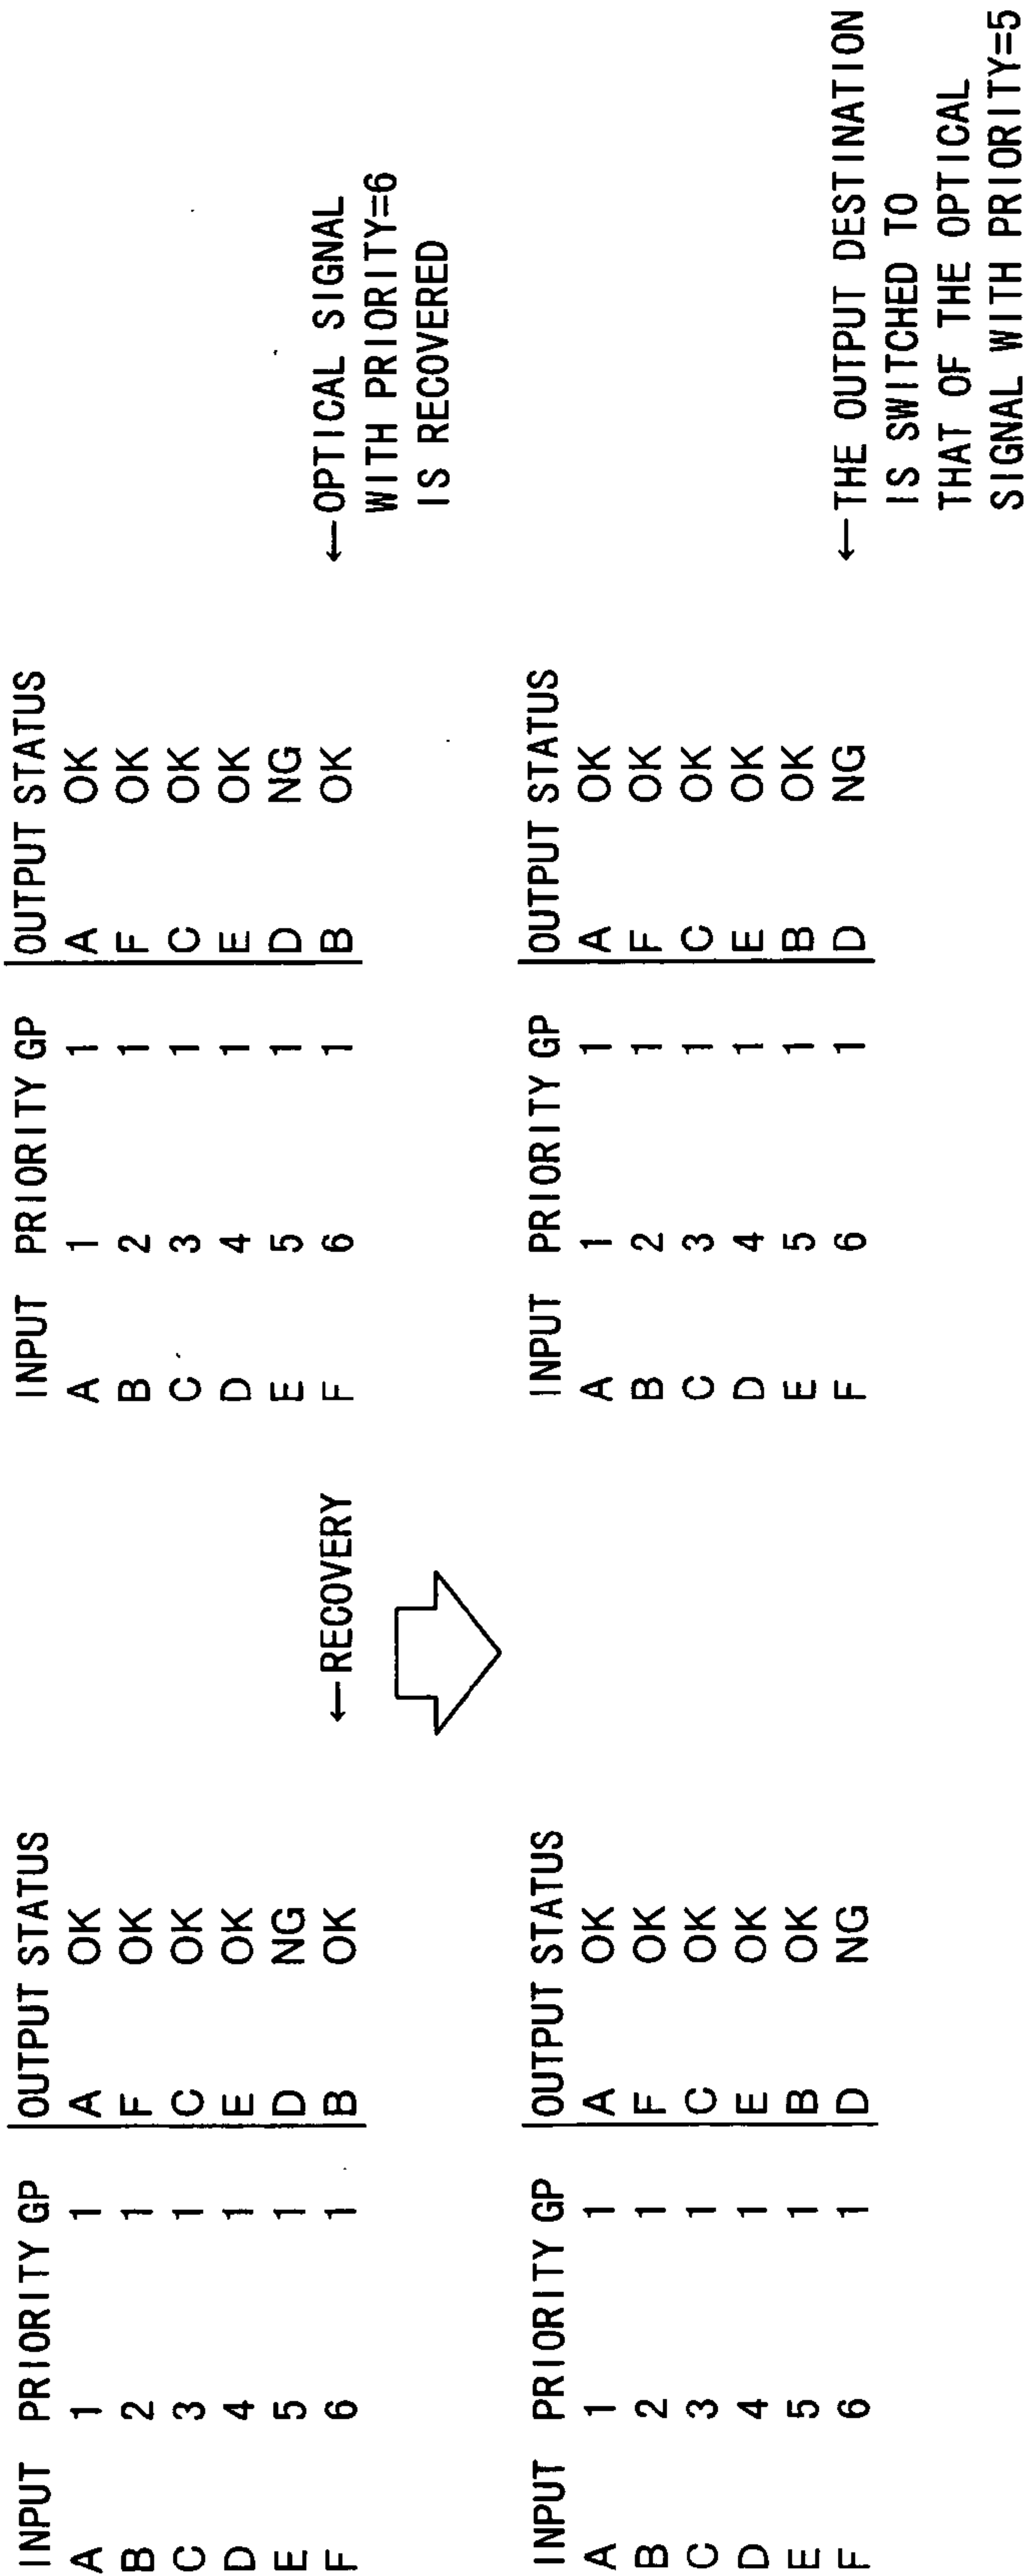 INPUT PRIORITY GP OUTPUT STATUS
A 1 1 A OK
B 2 1 F OK
C 3 1 C OK
D 4 1 E OK
E 5 1 D NG
F 6 1 B OK
←RECOVERY
INPUT PRIORITY GP OUTPUT STATUS
A 1 1 A OK
B 2 1 F OK
C 3 1 C OK
D 4 1 E OK
E 5 1 D NG
F 6 1 B OK
←OPTICAL SIGNAL
WITH PRIORITY=6
IS RECOVERED
INPUT PRIORITY GP OUTPUT STATUS
A 1 1 A OK
B 2 1 F OK
C 3 1 C OK
D 4 1 E OK
E 5 1 B OK
F 6 1 D NG
INPUT PRIORITY GP OUTPUT STATUS
A 1 1 A OK
B 2 1 F OK
C 3 1 C OK
D 4 1 E OK
E 5 1 B OK
F 6 1 D NG
←THE OUTPUT DESTINATION
IS SWITCHED TO
THAT OF THE OPTICAL
SIGNAL WITH PRIORITY=5